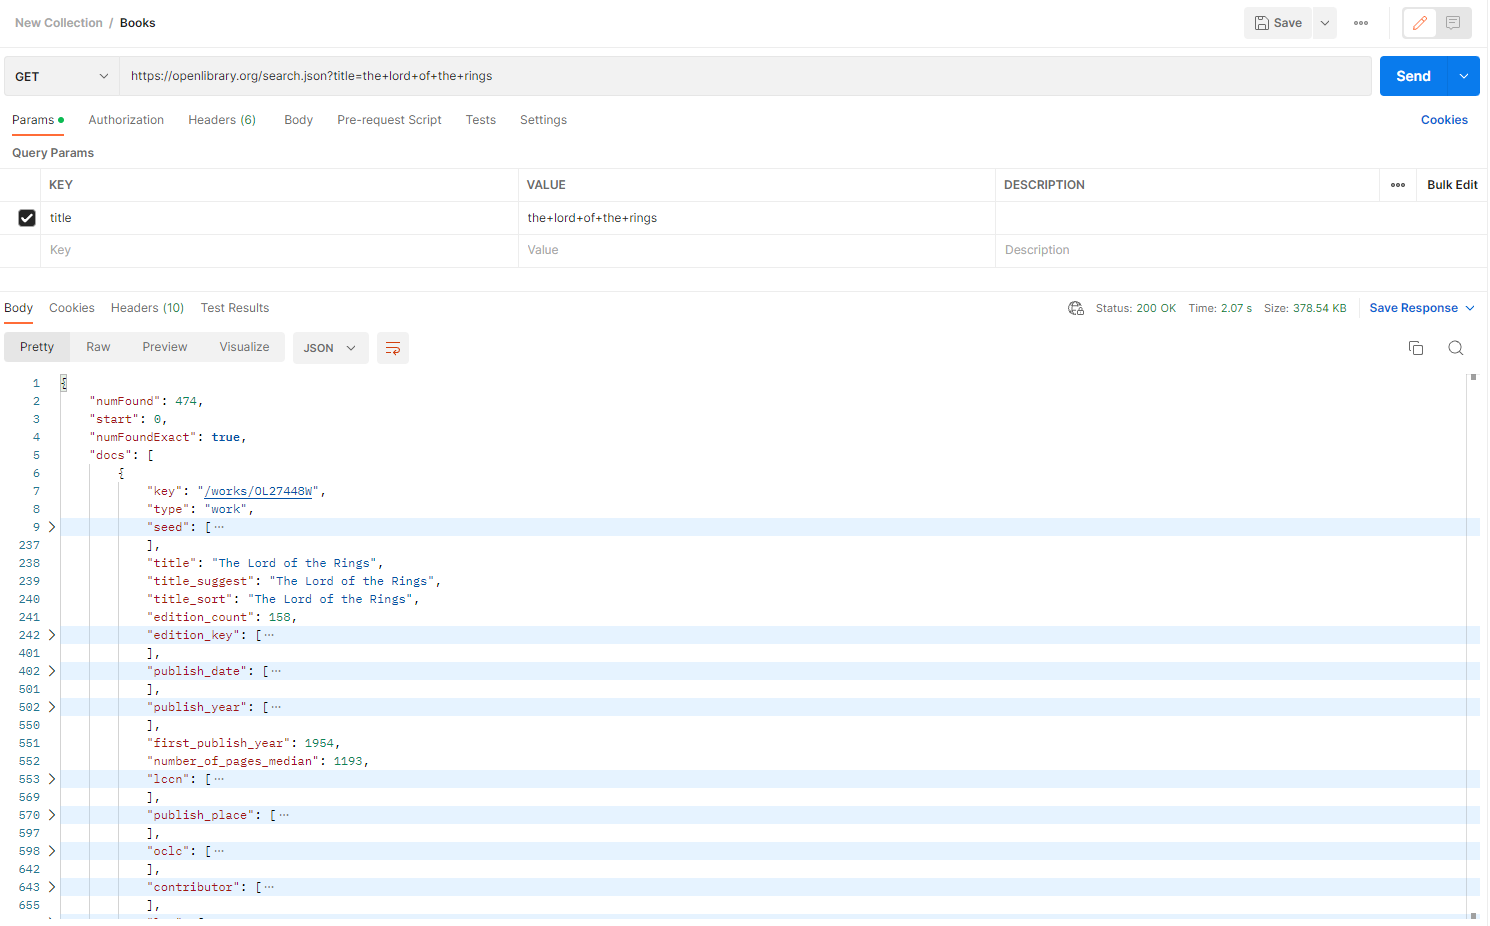 New Collection / Books
Save
GET
https://openlibrary.org/search.json?title=the+lord+of+the+rings
Send
Params Authorization Headers (6) Body Pre-request Script Tests Settings Cookies
Query Params
KEY VALUE DESCRIPTION Bulk Edit
title the+lord+of+the+rings
Key Value Description
Body Cookies Headers (10) Test Results Status: 200 OK Time: 2.07 s Size: 378.54 KB Save Response
Pretty Raw Preview Visualize JSON
1 {
2 "numFound": 474,
3 "start": 0,
4 "numFoundExact": true,
5 "docs": [
6 {
7 "key": "/works/OL27448W",
8 "type": "work",
9 "seed": [ ···
237 ],
238 "title": "The Lord of the Rings",
239 "title_suggest": "The Lord of the Rings",
240 "title_sort": "The Lord of the Rings",
241 "edition_count": 158,
242 "edition_key": [ ···
401 ],
402 "publish_date": [ ···
501 ],
502 "publish_year": [ ···
550 ],
551 "first_publish_year": 1954,
552 "number_of_pages_median": 1193,
553 "lccn": [ ···
569 ],
570 "publish_place": [ ···
597 ],
598 "oclc": [ ···
642 ],
643 "contributor": [ ···
655 ],